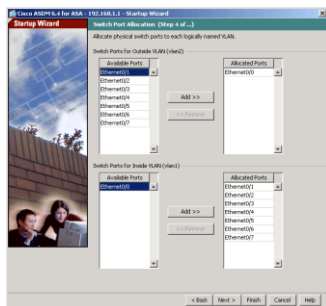 Cisco ASDM 6.4 for ASA - 192.168.1.1 - Startup Wizard
Startup Wizard
Switch Port Allocation (Step 4 of ...)
Allocate physical switch ports to each logically named VLAN.
Switch Ports for Outside VLAN (vlan2)
Available Ports
Ethernet0/1
Ethernet0/2
Ethernet0/3
Ethernet0/4
Ethernet0/5
Ethernet0/6
Ethernet0/7
Add >>
<< Remove
Allocated Ports
Ethernet0/0
Switch Ports for Inside VLAN (vlan1)
Available Ports
Ethernet0/0
Add >>
<< Remove
Allocated Ports
Ethernet0/1
Ethernet0/2
Ethernet0/3
Ethernet0/4
Ethernet0/5
Ethernet0/6
Ethernet0/7
< Back Next > Finish Cancel Help